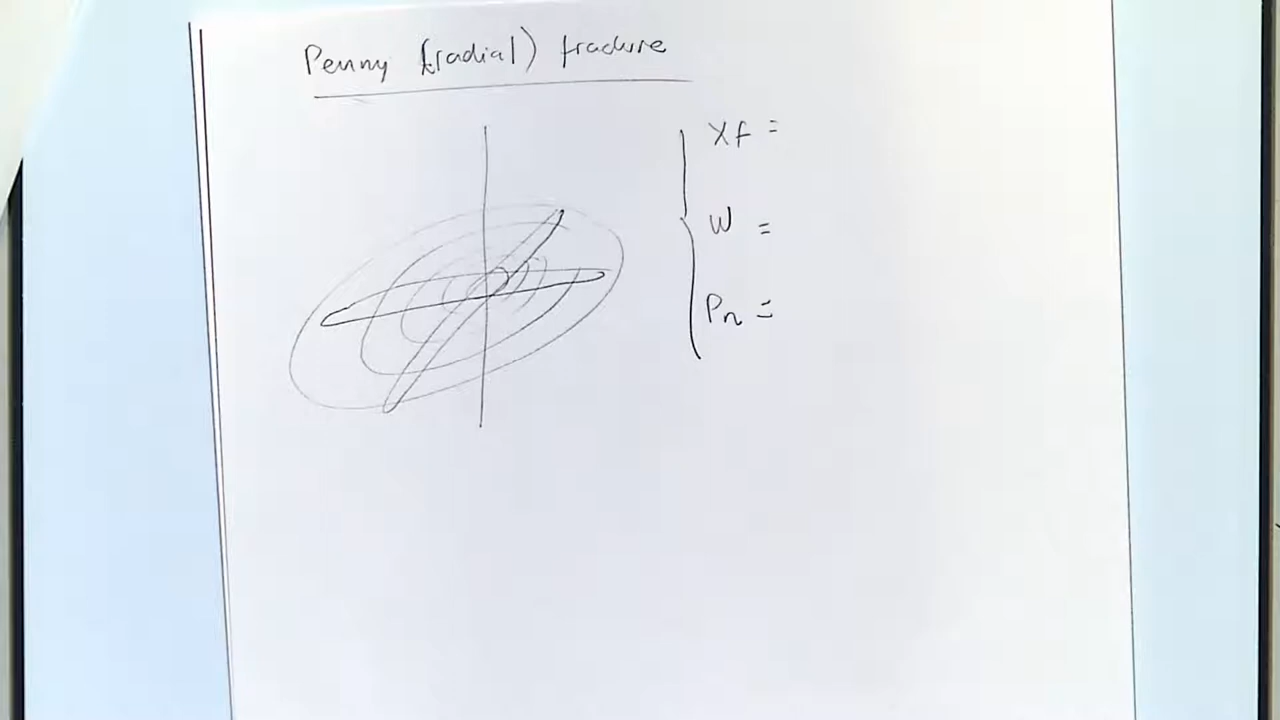 Penny (radial) fracture
Xf =
W =
Pn =